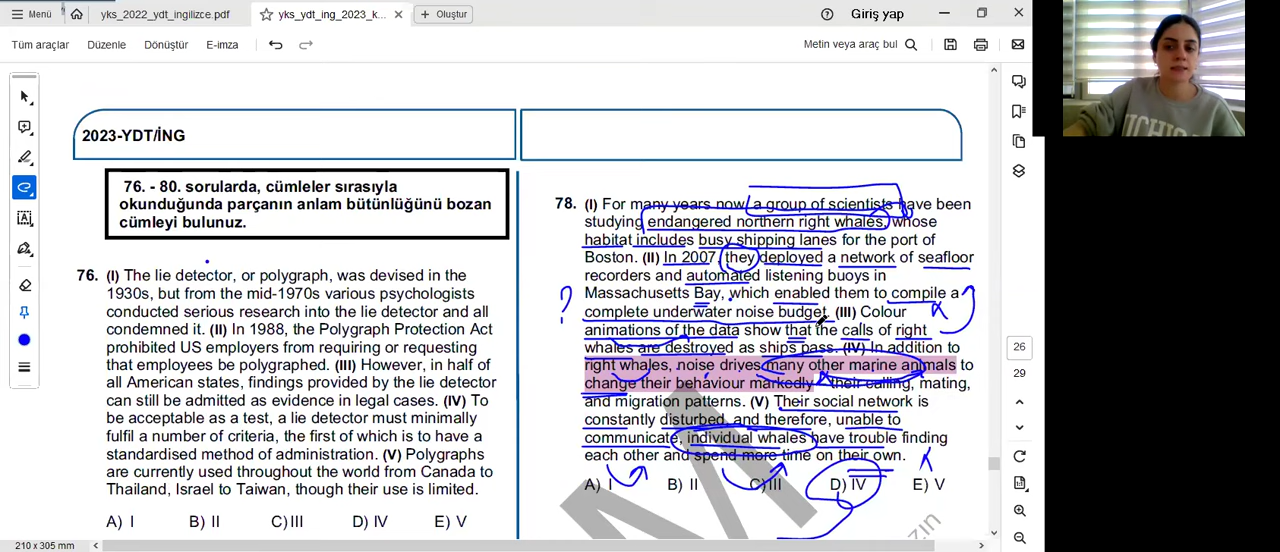 Menü
yks_2022_ydt_ingilizce.pdf
yks_ydt_ing_2023_k...
Oluştur
Giriş yap
Tüm araçlar
Düzenle
Dönüştür
E-imza
Metin veya araç bul
2023-YDT/İNG
76. - 80. sorularda, cümleler sırasıyla
okunduğunda parçanın anlam bütünlüğünü bozan
cümleyi bulunuz.
76. (I) The lie detector, or polygraph, was devised in the
1930s, but from the mid-1970s various psychologists
conducted serious research into the lie detector and all
condemned it. (II) In 1988, the Polygraph Protection Act
prohibited US employers from requiring or requesting
that employees be polygraphed. (III) However, in half of
all American states, findings provided by the lie detector
can still be admitted as evidence in legal cases. (IV) To
be acceptable as a test, a lie detector must minimally
fulfil a number of criteria, the first of which is to have a
standardised method of administration. (V) Polygraphs
are currently used throughout the world from Canada to
Thailand, Israel to Taiwan, though their use is limited.
A) I B) II C) III D) IV E) V
78. (I) For many years now, a group of scientists have been
studying endangered northern right whales, whose
habitat includes busy shipping lanes for the port of
Boston. (II) In 2007, they deployed a network of seafloor
recorders and automated listening buoys in
Massachusetts Bay, which enabled them to compile a
complete underwater noise budget. (III) Colour
animations of the data show that the calls of right
whales are destroyed as ships pass. (IV) In addition to
right whales, noise drives many other marine animals to
change their behaviour markedly – their calling, mating,
and migration patterns. (V) Their social network is
constantly disturbed, and therefore, unable to
communicate, individual whales have trouble finding
each other and spend more time on their own.
A) I B) II C) III D) IV E) V
?
26
29
210 x 305 mm
MICHIGA